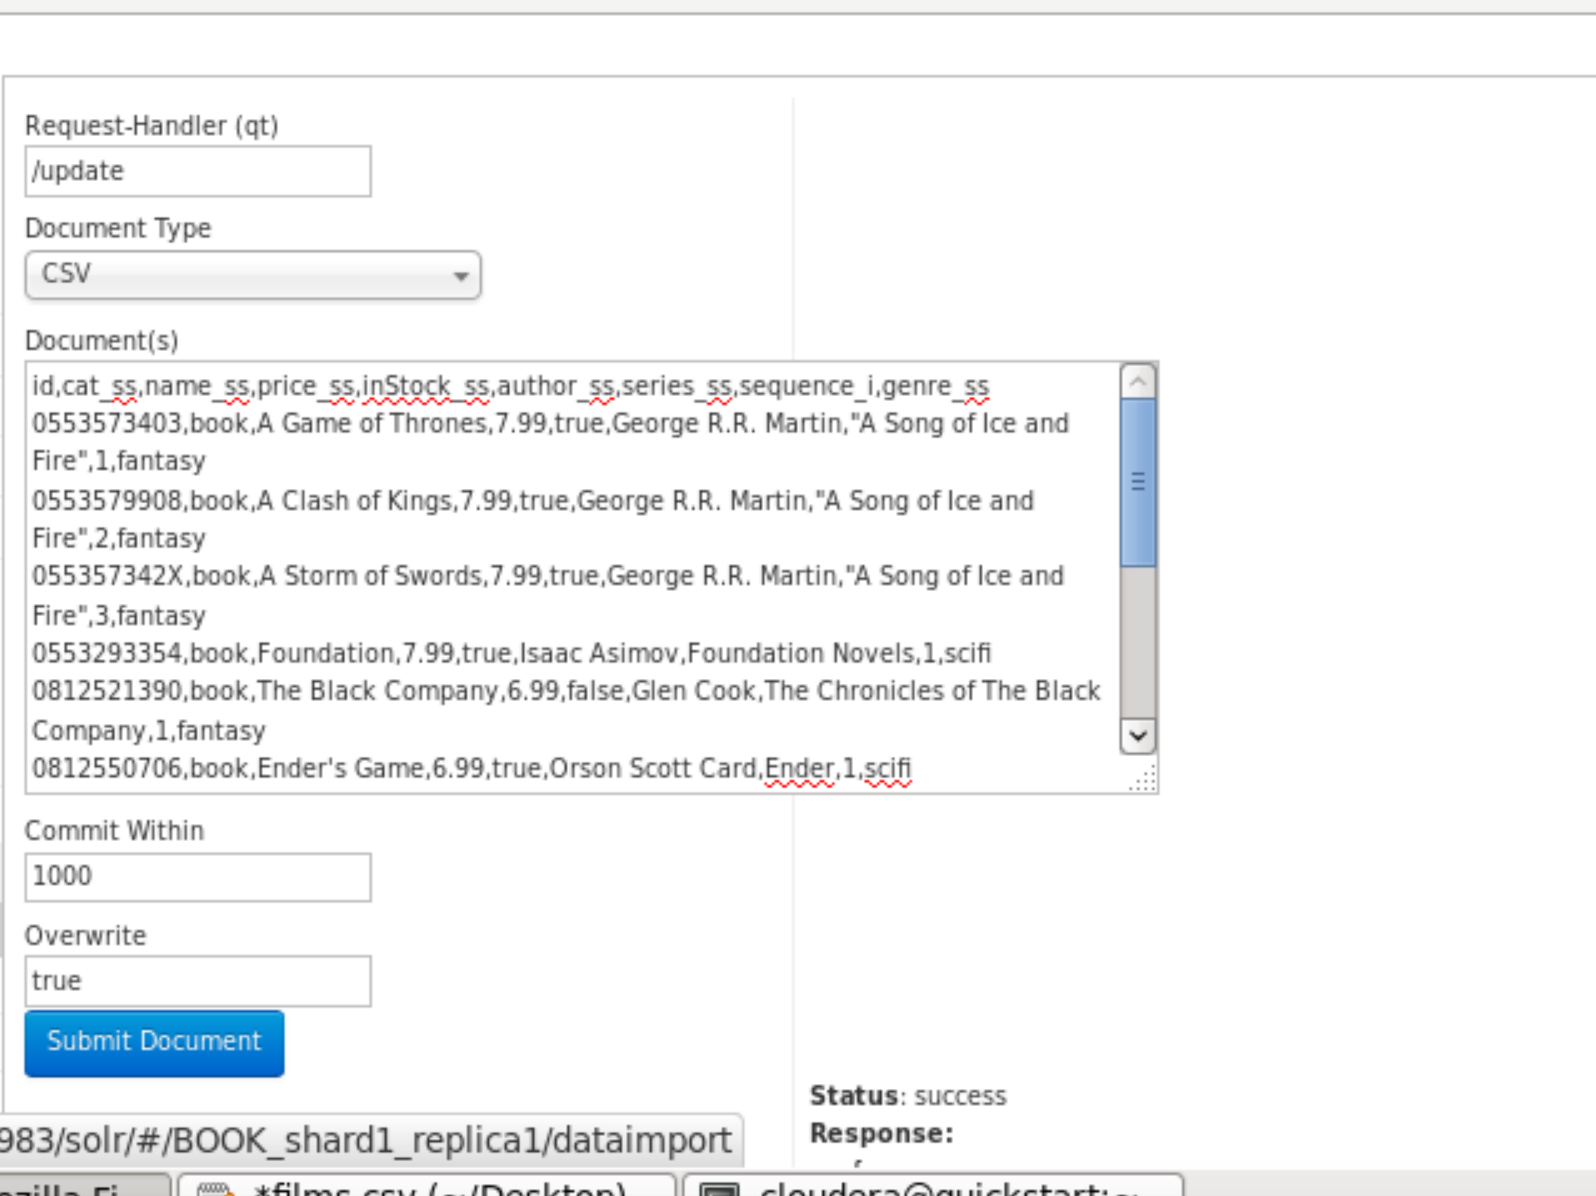 Request-Handler (qt)
/update
Document Type
CSV
Document(s)
id,cat_ss,name_ss,price_ss,inStock_ss,author_ss,series_ss,sequence_i,genre_ss
0553573403,book,A Game of Thrones,7.99,true,George R.R. Martin,"A Song of Ice and
Fire",1,fantasy
0553579908,book,A Clash of Kings,7.99,true,George R.R. Martin,"A Song of Ice and
Fire",2,fantasy
055357342X,book,A Storm of Swords,7.99,true,George R.R. Martin,"A Song of Ice and
Fire",3,fantasy
0553293354,book,Foundation,7.99,true,Isaac Asimov,Foundation Novels,1,scifi
0812521390,book,The Black Company,6.99,false,Glen Cook,The Chronicles of The Black
Company,1,fantasy
0812550706,book,Ender's Game,6.99,true,Orson Scott Card,Ender,1,scifi
Commit Within
1000
Overwrite
true
Submit Document
Status: success
Response:
983/solr/#/BOOK_shard1_replica1/dataimport
*films.csv (~/Desktop)
cloudera@quickstart:~